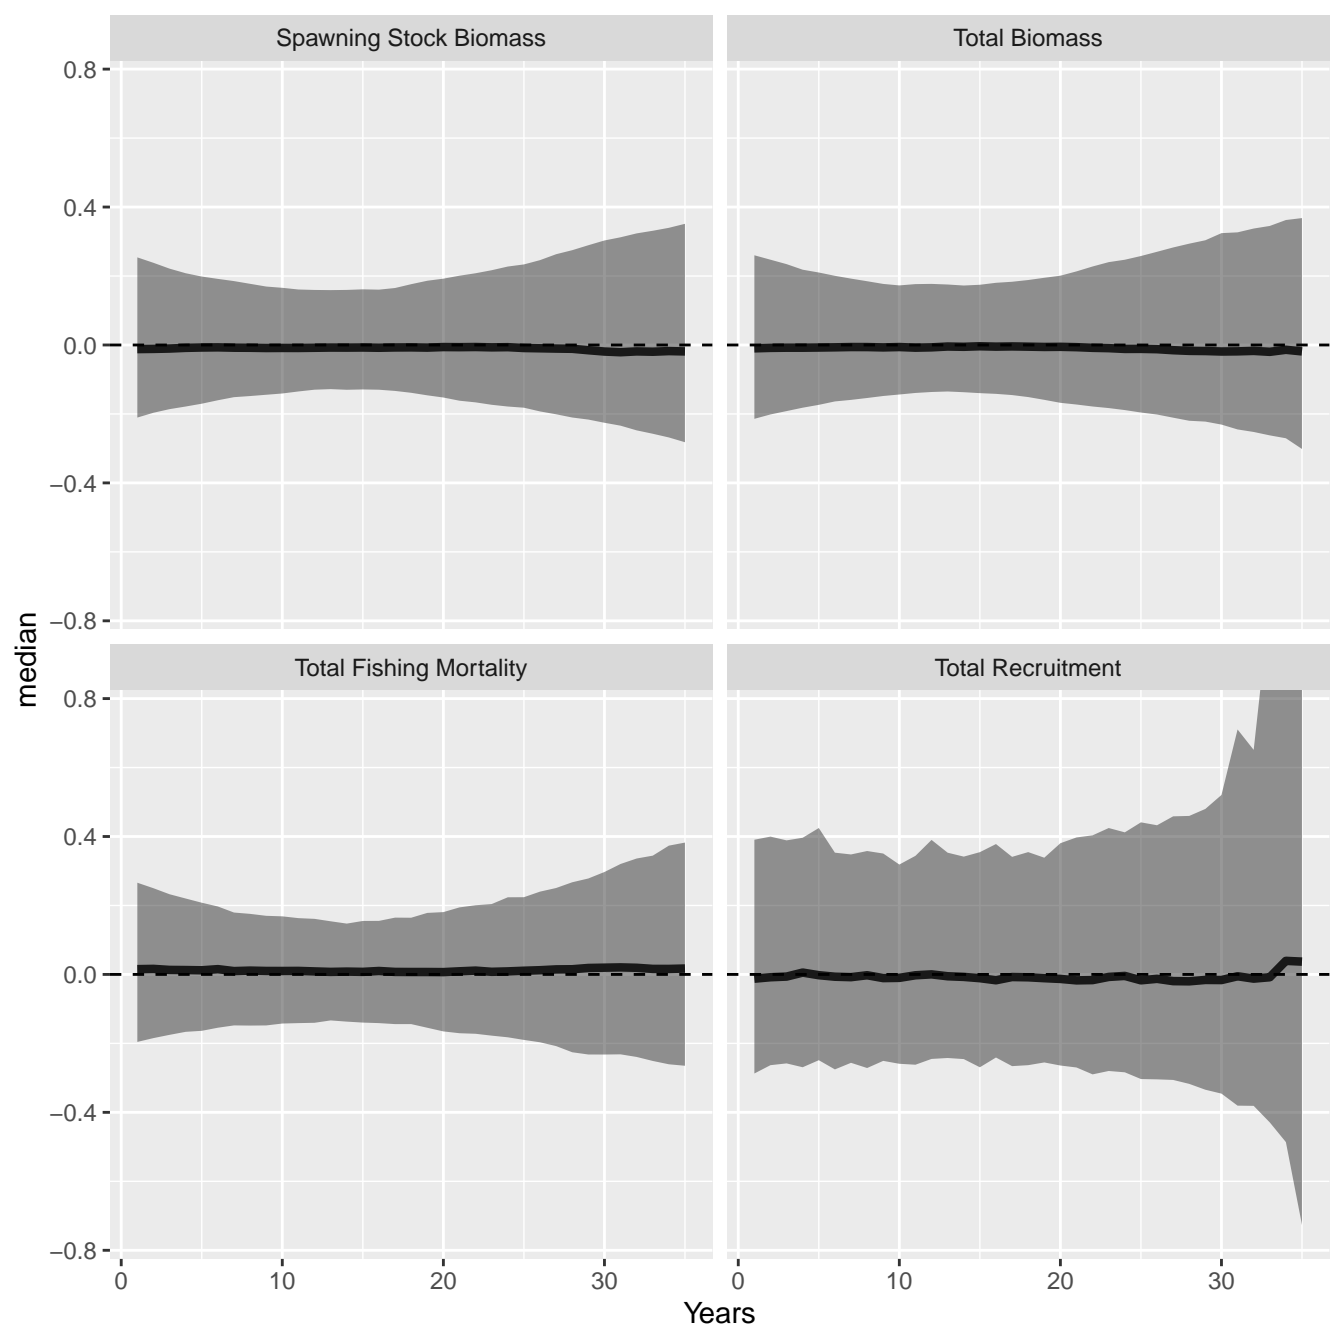 Spawning Stock Biomass
Total Biomass
0.8
0.4
0.0
−0.4
−0.8
median
Total Fishing Mortality
Total Recruitment
0.8
0.4
0.0
−0.4
−0.8
0 10 20 30
0 10 20 30
Years